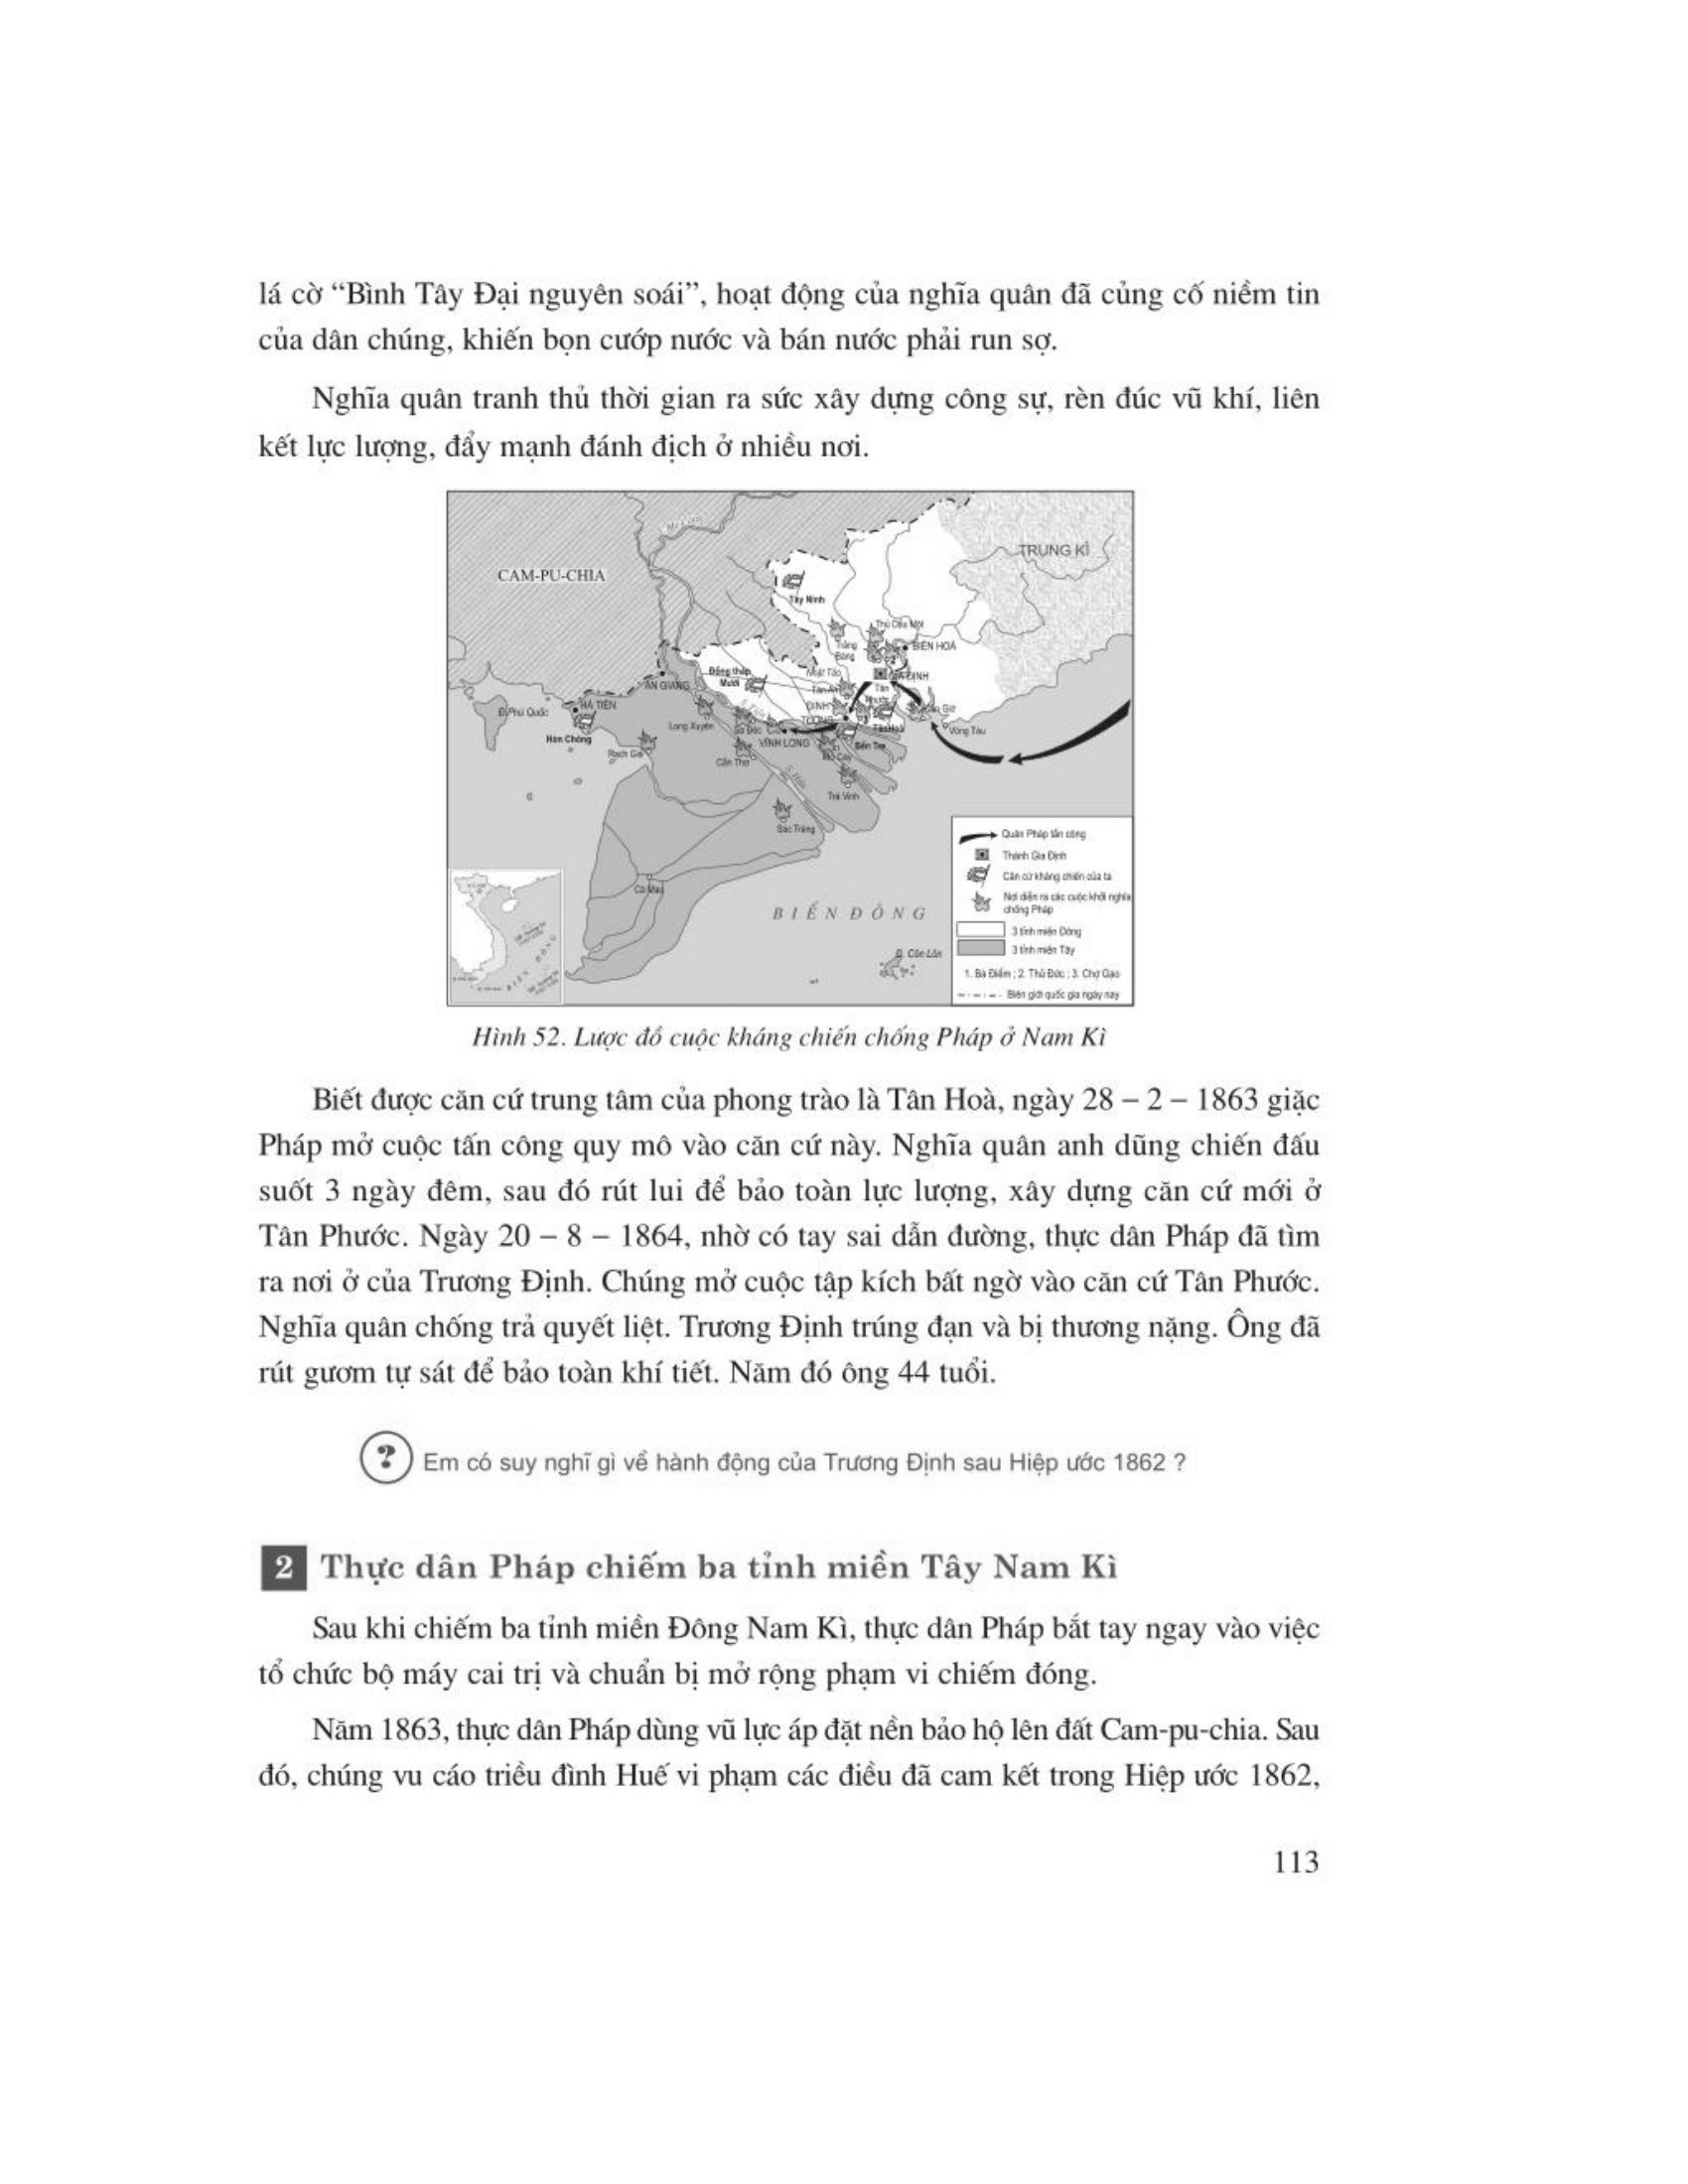 lá cờ “Bình Tây Đại nguyên soái”, hoạt động của nghĩa quân đã củng cố niềm tin
của dân chúng, khiến bọn cướp nước và bán nước phải run sợ.
Nghĩa quân tranh thủ thời gian ra sức xây dựng công sự, rèn đúc vũ khí, liên
kết lực lượng, đẩy mạnh đánh địch ở nhiều nơi.
TRUNG KÌ
CAM-PU-CHIA
Tây Ninh
Thủ Dầu Một
BIÊN HOÀ
Đồng tháp
Mười
Nhật Tảo
AN GIANG
Đ.Phú Quốc
HÀ TIÊN
Hòn Chông
Long Xuyên
Vũng Tàu
VĨNH LONG
Bến Tre
Rạch Giá
Cần Thơ
Trà Vinh
Sóc Trăng
Cà Mau
BIỂN ĐÔNG
Đ. Côn Lôn
Quân Pháp tấn công
Thành Gia Định
Căn cứ kháng chiến của ta
Nơi diễn ra các cuộc khởi nghĩa
chống Pháp
3 tỉnh miền Đông
3 tỉnh miền Tây
1. Bà Điểm ; 2. Thủ Đức ; 3. Chợ Gạo
Biên giới quốc gia ngày nay
Hình 52. Lược đồ cuộc kháng chiến chống Pháp ở Nam Kì
Biết được căn cứ trung tâm của phong trào là Tân Hoà, ngày 28 – 2 – 1863 giặc
Pháp mở cuộc tấn công quy mô vào căn cứ này. Nghĩa quân anh dũng chiến đấu
suốt 3 ngày đêm, sau đó rút lui để bảo toàn lực lượng, xây dựng căn cứ mới ở
Tân Phước. Ngày 20 – 8 – 1864, nhờ có tay sai dẫn đường, thực dân Pháp đã tìm
ra nơi ở của Trương Định. Chúng mở cuộc tập kích bất ngờ vào căn cứ Tân Phước.
Nghĩa quân chống trả quyết liệt. Trương Định trúng đạn và bị thương nặng. Ông đã
rút gươm tự sát để bảo toàn khí tiết. Năm đó ông 44 tuổi.
? Em có suy nghĩ gì về hành động của Trương Định sau Hiệp ước 1862 ?
2 Thực dân Pháp chiếm ba tỉnh miền Tây Nam Kì
Sau khi chiếm ba tỉnh miền Đông Nam Kì, thực dân Pháp bắt tay ngay vào việc
tổ chức bộ máy cai trị và chuẩn bị mở rộng phạm vi chiếm đóng.
Năm 1863, thực dân Pháp dùng vũ lực áp đặt nền bảo hộ lên đất Cam-pu-chia. Sau
đó, chúng vu cáo triều đình Huế vi phạm các điều đã cam kết trong Hiệp ước 1862,
113